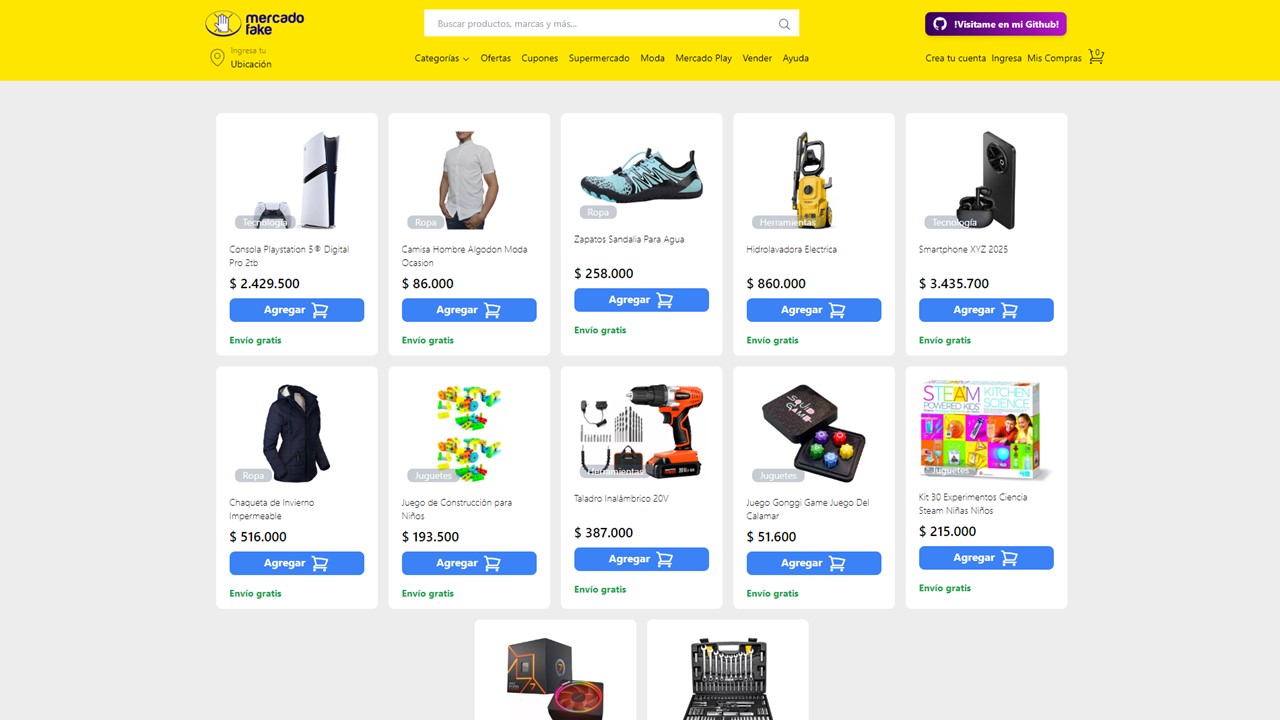 mercado
fake
Buscar productos, marcas y más...
!Visitame en mi Github!
Ingresa tu
Ubicación
Categorías
Ofertas
Cupones
Supermercado
Moda
Mercado Play
Vender
Ayuda
Crea tu cuenta
Ingresa
Mis Compras
0
Tecnología
Consola Playstation 5® Digital
Pro 2tb
$ 2.429.500
Agregar
Envío gratis
Ropa
Camisa Hombre Algodon Moda
Ocasion
$ 86.000
Agregar
Envío gratis
Ropa
Zapatos Sandalia Para Agua
$ 258.000
Agregar
Envío gratis
Herramientas
Hidrolavadora Electrica
$ 860.000
Agregar
Envío gratis
Tecnología
Smartphone XYZ 2025
$ 3.435.700
Agregar
Envío gratis
Ropa
Chaqueta de Invierno
Impermeable
$ 516.000
Agregar
Envío gratis
Juguetes
Juego de Construcción para
Niños
$ 193.500
Agregar
Envío gratis
Herramientas
Taladro Inalámbrico 20V
$ 387.000
Agregar
Envío gratis
SQUID
GAME
Juguetes
Juego Gonggi Game Juego Del
Calamar
$ 51.600
Agregar
Envío gratis
STEAM
POWERED KIDS
KITCHEN
SCIENCE
Juguetes
Kit 30 Experimentos Ciencia
Steam Niñas Niños
$ 215.000
Agregar
Envío gratis
7